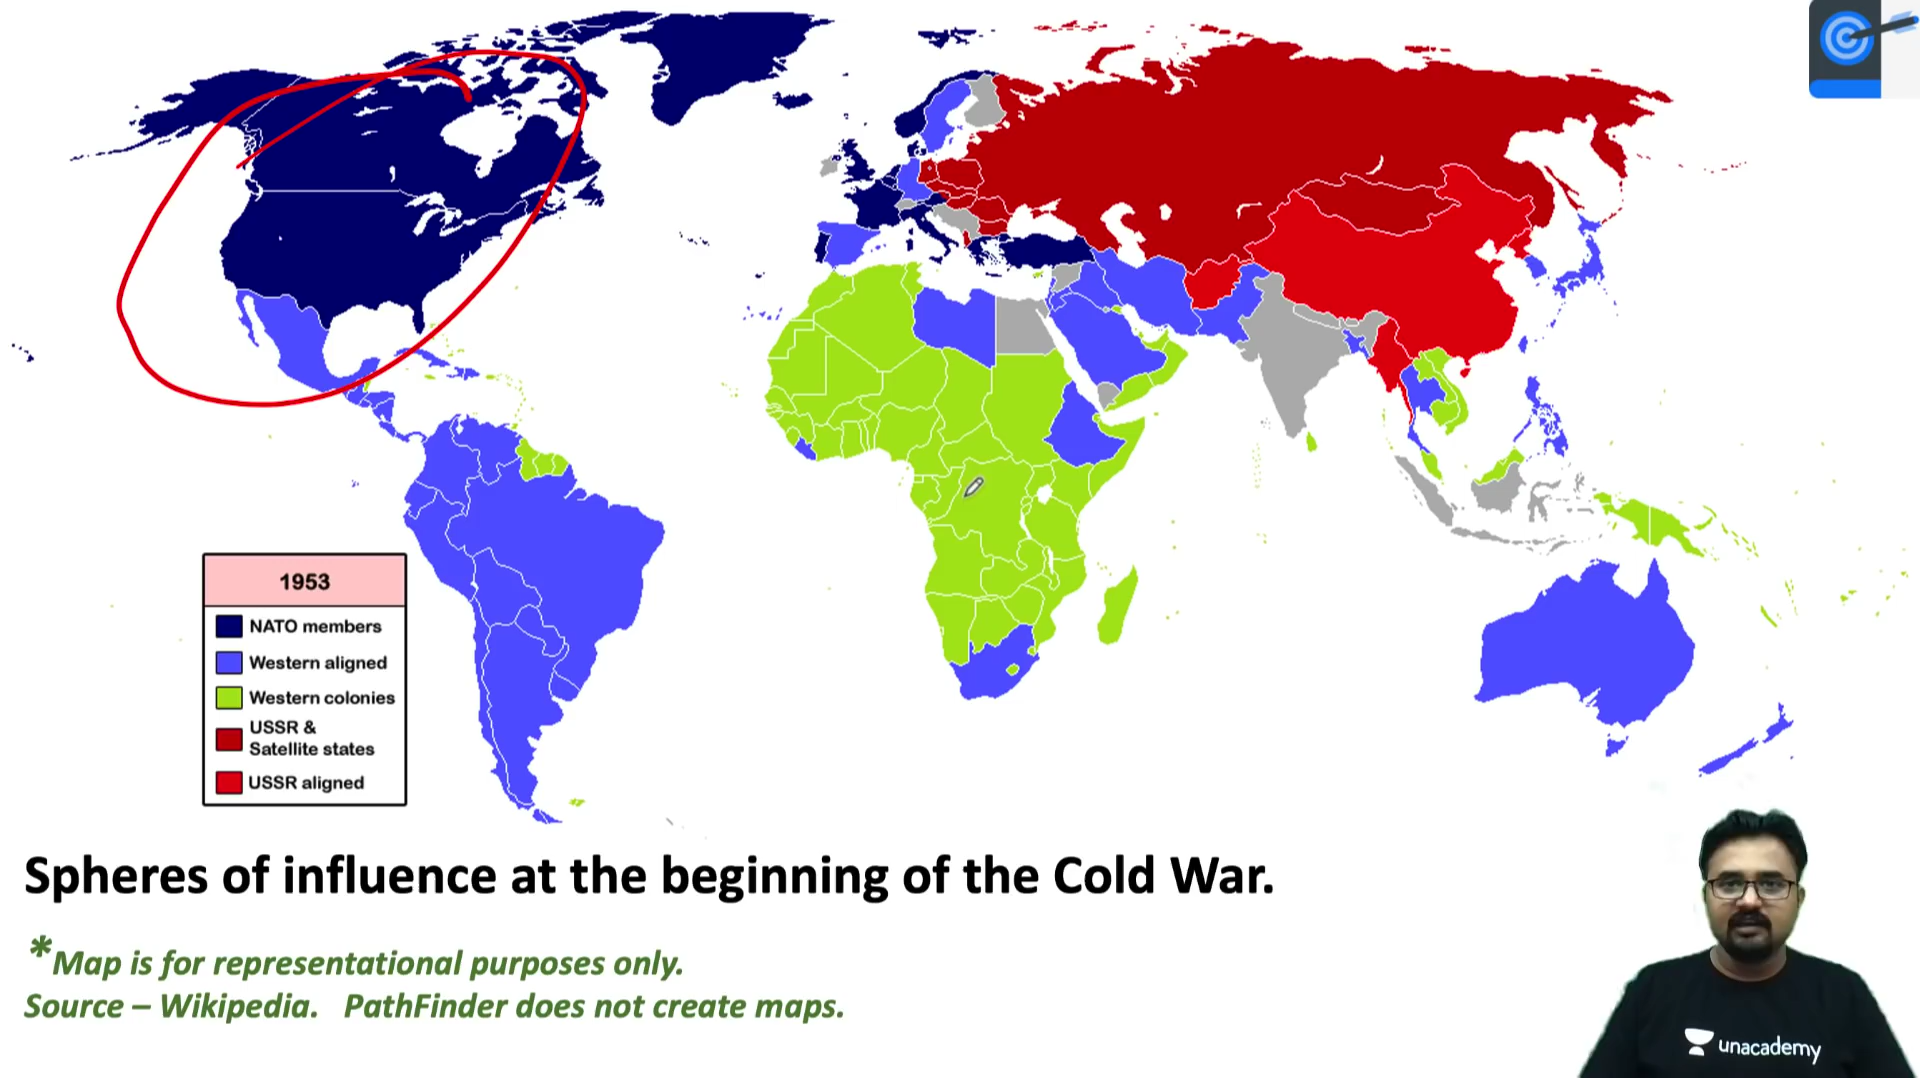 1953
NATO members
Western aligned
Western colonies
USSR &
Satellite states
USSR aligned
Spheres of influence at the beginning of the Cold War.
*Map is for representational purposes only.
Source – Wikipedia. PathFinder does not create maps.
unacademy